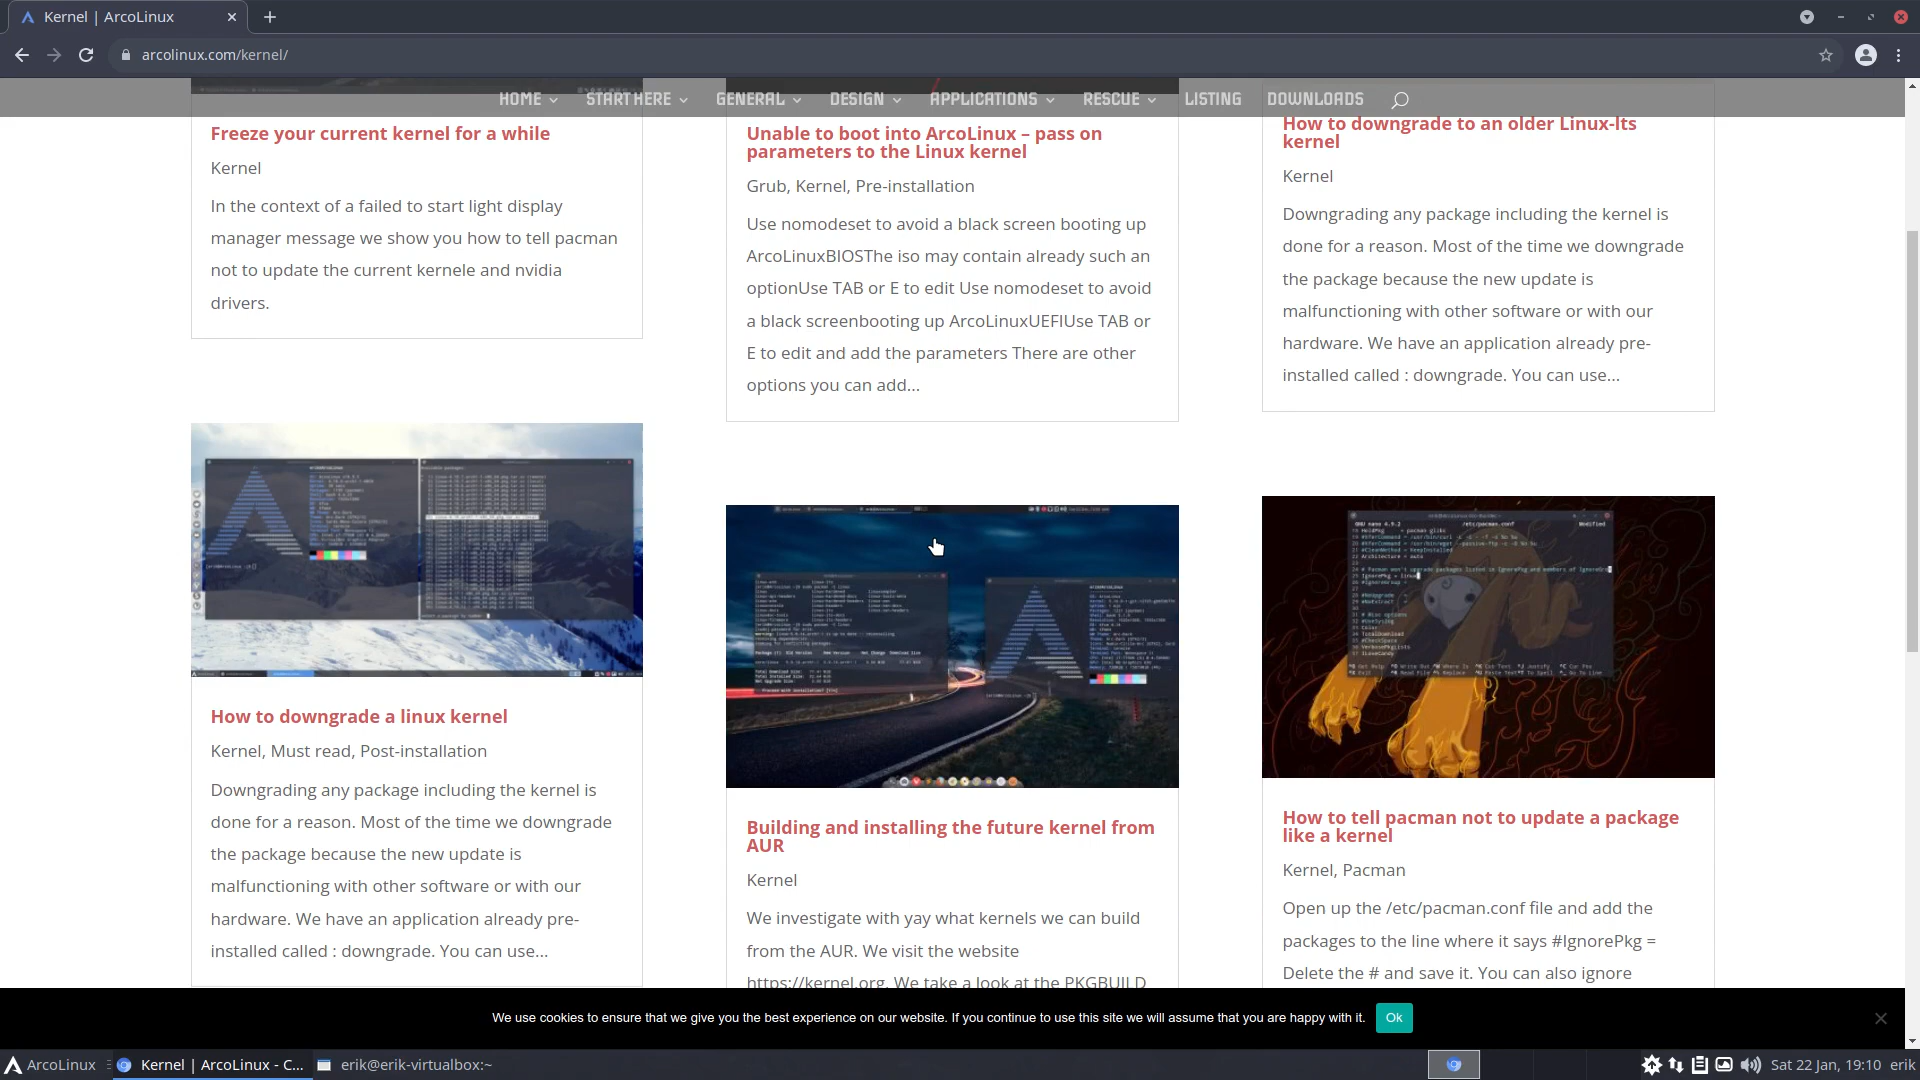 Kernel | ArcoLinux
arcolinux.com/kernel/
HOME START HERE GENERAL DESIGN APPLICATIONS RESCUE LISTING DOWNLOADS
Freeze your current kernel for a while
Kernel
In the context of a failed to start light display
manager message we show you how to tell pacman
not to update the current kernele and nvidia
drivers.
Unable to boot into ArcoLinux – pass on
parameters to the Linux kernel
Grub, Kernel, Pre-installation
Use nomodeset to avoid a black screen booting up
ArcoLinuxBIOSThe iso may contain already such an
optionUse TAB or E to edit Use nomodeset to avoid
a black screenbooting up ArcoLinuxUEFIUse TAB or
E to edit and add the parameters There are other
options you can add...
How to downgrade to an older Linux-lts
kernel
Kernel
Downgrading any package including the kernel is
done for a reason. Most of the time we downgrade
the package because the new update is
malfunctioning with other software or with our
hardware. We have an application already pre-
installed called : downgrade. You can use...
How to downgrade a linux kernel
Kernel, Must read, Post-installation
Downgrading any package including the kernel is
done for a reason. Most of the time we downgrade
the package because the new update is
malfunctioning with other software or with our
hardware. We have an application already pre-
installed called : downgrade. You can use...
Building and installing the future kernel from
AUR
Kernel
We investigate with yay what kernels we can build
from the AUR. We visit the website
https://kernel.org. We take a look at the PKGBUILD
How to tell pacman not to update a package
like a kernel
Kernel, Pacman
Open up the /etc/pacman.conf file and add the
packages to the line where it says #IgnorePkg =
Delete the # and save it. You can also ignore
We use cookies to ensure that we give you the best experience on our website. If you continue to use this site we will assume that you are happy with it. Ok
ArcoLinux Kernel | ArcoLinux - C... erik@erik-virtualbox:~ Sat 22 Jan, 19:10 erik